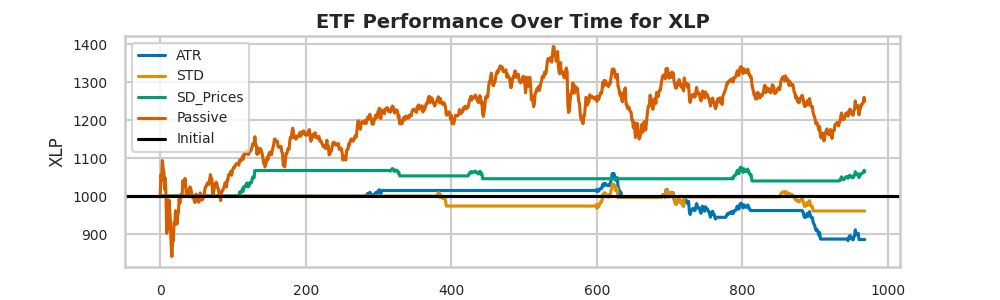 ETF Performance Over Time for XLP
XLP
1400
1300
1200
1100
1000
900
ATR
STD
SD_Prices
Passive
Initial
0
200
400
600
800
1000